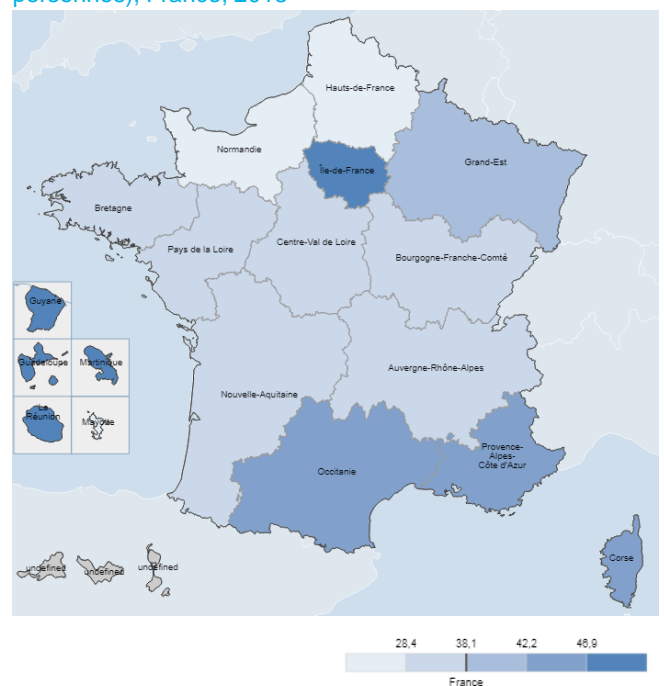 personnes), France, 2018
Hauts-de-France
Normandie
Île-de-France
Grand-Est
Bretagne
Pays de la Loire
Centre-Val de Loire
Bourgogne-Franche-Comté
Guyane
Guadeloupe
Martinique
La
Réunion
Mayotte
Auvergne-Rhône-Alpes
Nouvelle-Aquitaine
Provence-
Alpes-
Côte d'Azur
Occitanie
Corse
undefined
undefined
undefined
28,4
38,1
42,2
46,9
France